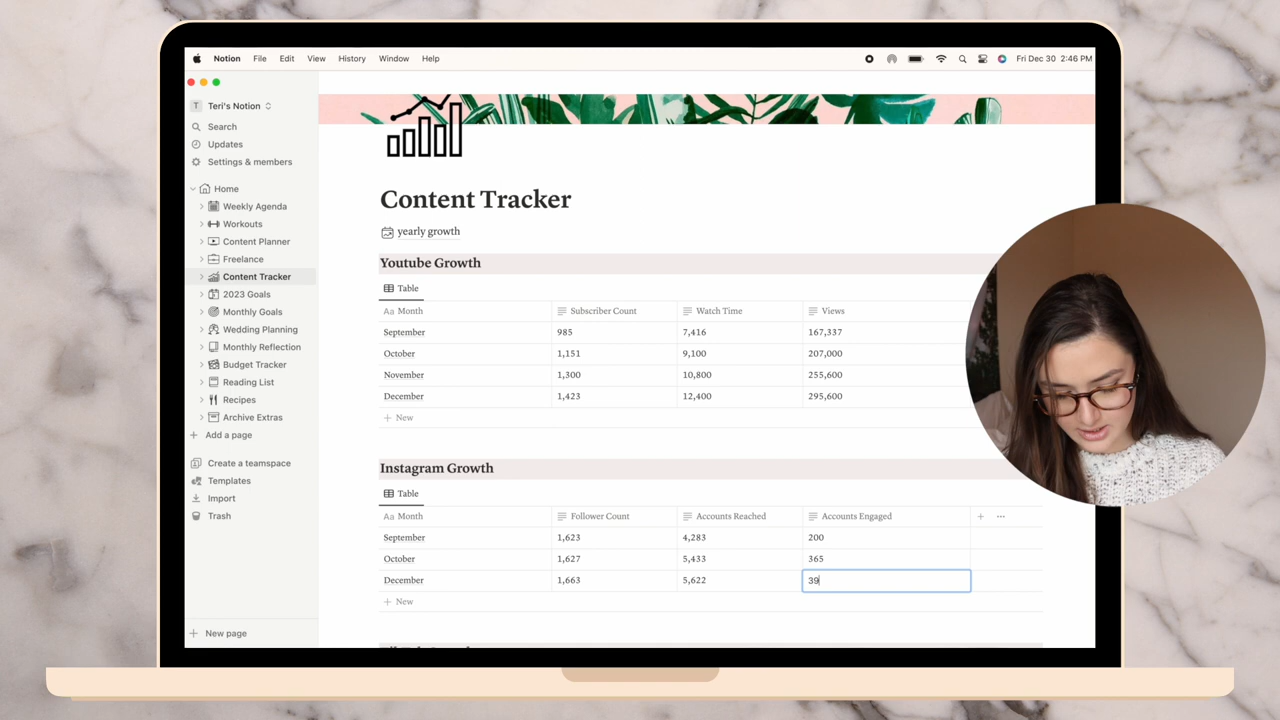 Notion File Edit View History Window Help Fri Dec 30 2:46 PM
T Teri's Notion
Search
Updates
Settings & members
Home
Weekly Agenda
Workouts
Content Planner
Freelance
Content Tracker
2023 Goals
Monthly Goals
Wedding Planning
Monthly Reflection
Budget Tracker
Reading List
Recipes
Archive Extras
Add a page
Create a teamspace
Templates
Import
Trash
New page
Content Tracker
yearly growth
Youtube Growth
Table
Aa Month Subscriber Count Watch Time Views
September 985 7,416 167,337
October 1,151 9,100 207,000
November 1,300 10,800 255,600
December 1,423 12,400 295,600
+ New
Instagram Growth
Table
Aa Month Follower Count Accounts Reached Accounts Engaged + ...
September 1,623 4,283 200
October 1,627 5,433 365
December 1,663 5,622 39
+ New